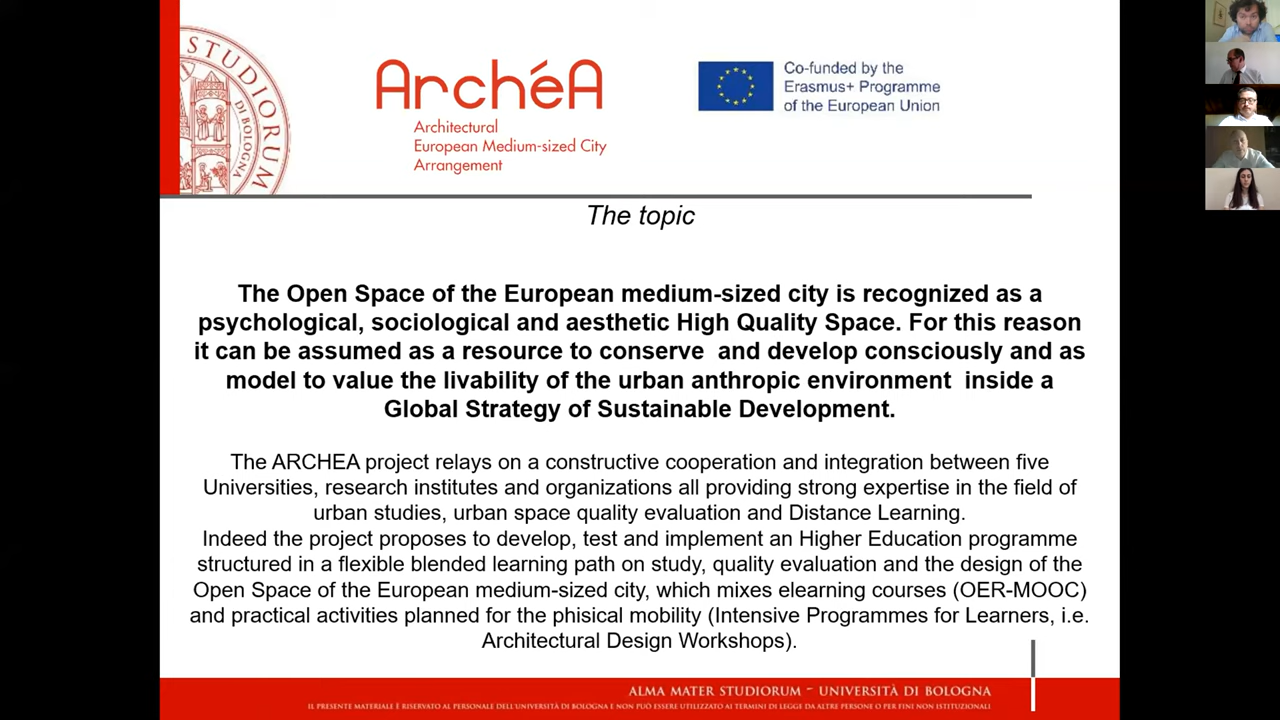 STUDIORUM
DI BOLOGNA
ArchéA
Architectural
European Medium-sized City
Arrangement
Co-funded by the
Erasmus+ Programme
of the European Union
The topic
The Open Space of the European medium-sized city is recognized as a
psychological, sociological and aesthetic High Quality Space. For this reason
it can be assumed as a resource to conserve and develop consciously and as
model to value the livability of the urban anthropic environment inside a
Global Strategy of Sustainable Development.
The ARCHEA project relays on a constructive cooperation and integration between five
Universities, research institutes and organizations all providing strong expertise in the field of
urban studies, urban space quality evaluation and Distance Learning.
Indeed the project proposes to develop, test and implement an Higher Education programme
structured in a flexible blended learning path on study, quality evaluation and the design of the
Open Space of the European medium-sized city, which mixes elearning courses (OER-MOOC)
and practical activities planned for the phisical mobility (Intensive Programmes for Learners, i.e.
Architectural Design Workshops).
ALMA MATER STUDIORUM ~ UNIVERSITÀ DI BOLOGNA
IL PRESENTE MATERIALE È RISERVATO AL PERSONALE DELL'UNIVERSITÀ DI BOLOGNA E NON PUÒ ESSERE UTILIZZATO AI TERMINI DI LEGGE DA ALTRE PERSONE O PER FINI NON ISTITUZIONALI